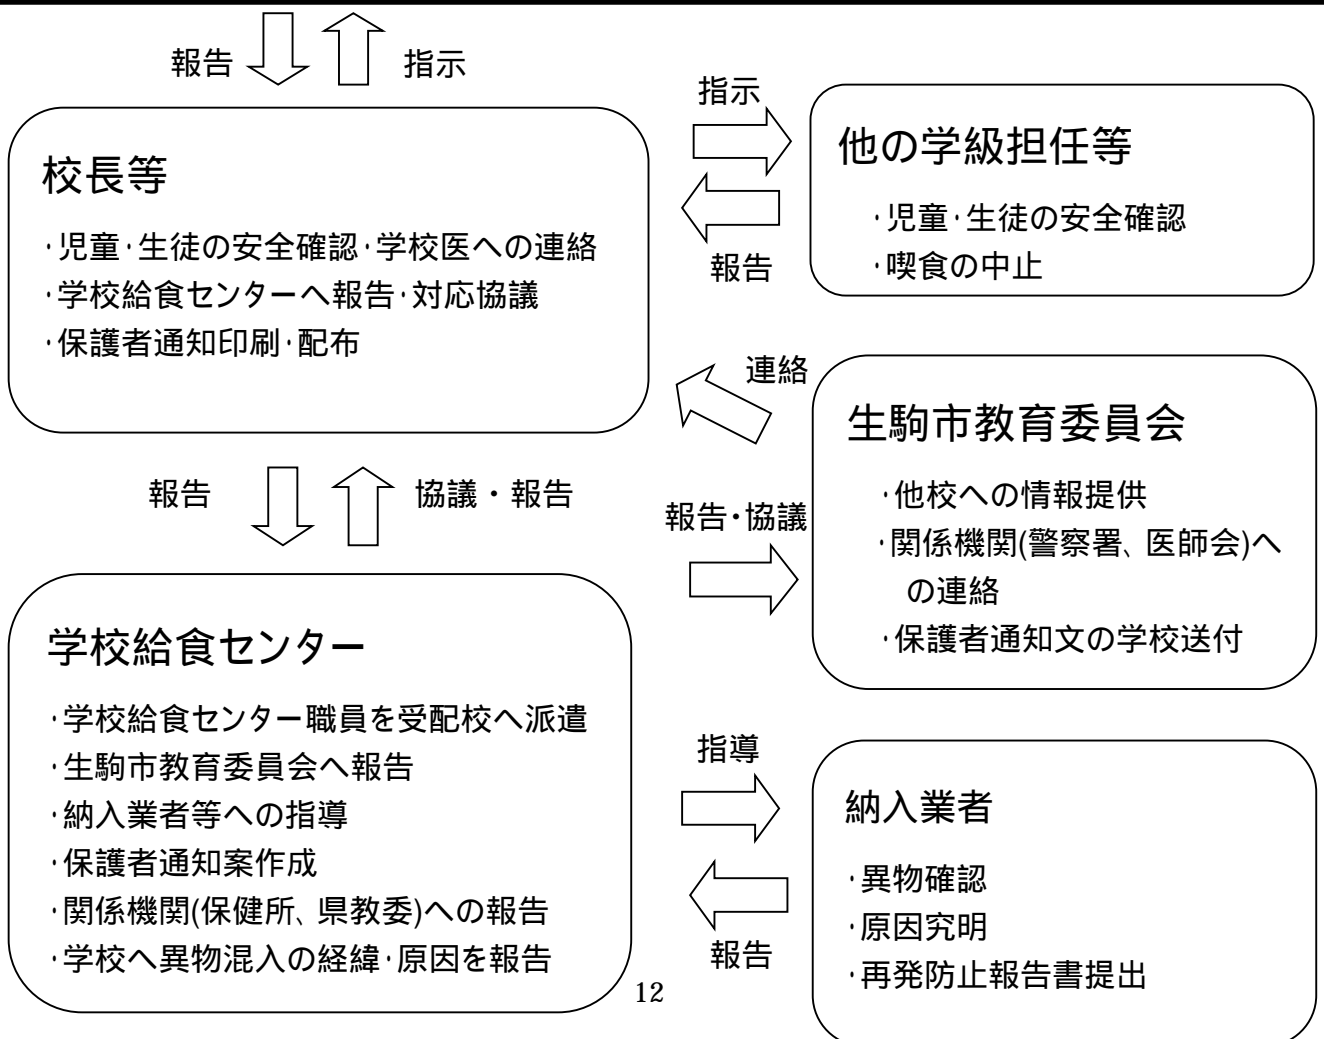 報告
指示
校長等
･児童･生徒の安全確認･学校医への連絡
･学校給食センターへ報告･対応協議
･保護者通知印刷･配布
指示
報告
他の学級担任等
･児童･生徒の安全確認
･喫食の中止
連絡
生駒市教育委員会
･他校への情報提供
･関係機関(警察署、医師会)へ
の連絡
･保護者通知文の学校送付
報告
協議・報告
報告･協議
学校給食センター
･学校給食センター職員を受配校へ派遣
･生駒市教育委員会へ報告
･納入業者等への指導
･保護者通知案作成
･関係機関(保健所、県教委)への報告
･学校へ異物混入の経緯･原因を報告
指導
報告
納入業者
･異物確認
･原因究明
･再発防止報告書提出
12